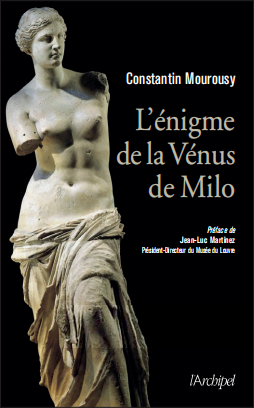 Constantin Mourousy
L'énigme
de la Vénus
de Milo
Préface de
Jean-Luc Martinez
Président-Directeur du Musée du Louvre
l'Archipel